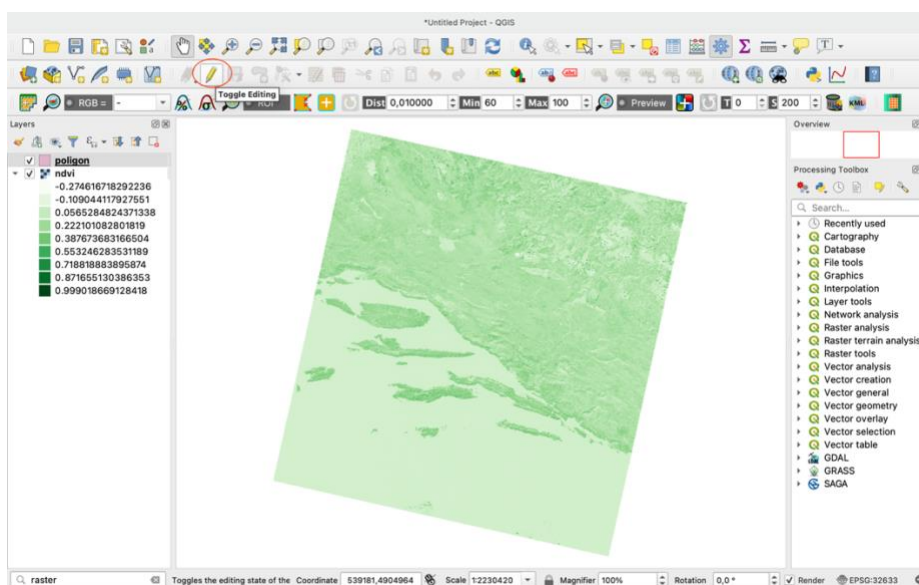 *Untitled Project - QGIS
Σ
T
abc
Toggle Editing
RGB = -
ROI
Dist 0,010000
Min 60
Max 100
Preview
T 0
S 200
KML
Layers
Overview
poligon
ndvi
-0.274616718292236
-0.109044117927551
0.0565284824371338
0.222101082801819
0.387673683166504
0.553246283531189
0.718818883895874
0.871655130386353
0.999018669128418
Processing Toolbox
Search...
Recently used
Cartography
Database
File tools
Graphics
Interpolation
Layer tools
Network analysis
Raster analysis
Raster terrain analysis
Raster tools
Vector analysis
Vector creation
Vector general
Vector geometry
Vector overlay
Vector selection
Vector table
GDAL
GRASS
SAGA
raster
Toggles the editing state of the Coordinate 539181,4904964 Scale 1:2230420 Magnifier 100% Rotation 0,0 ° Render EPSG:32633